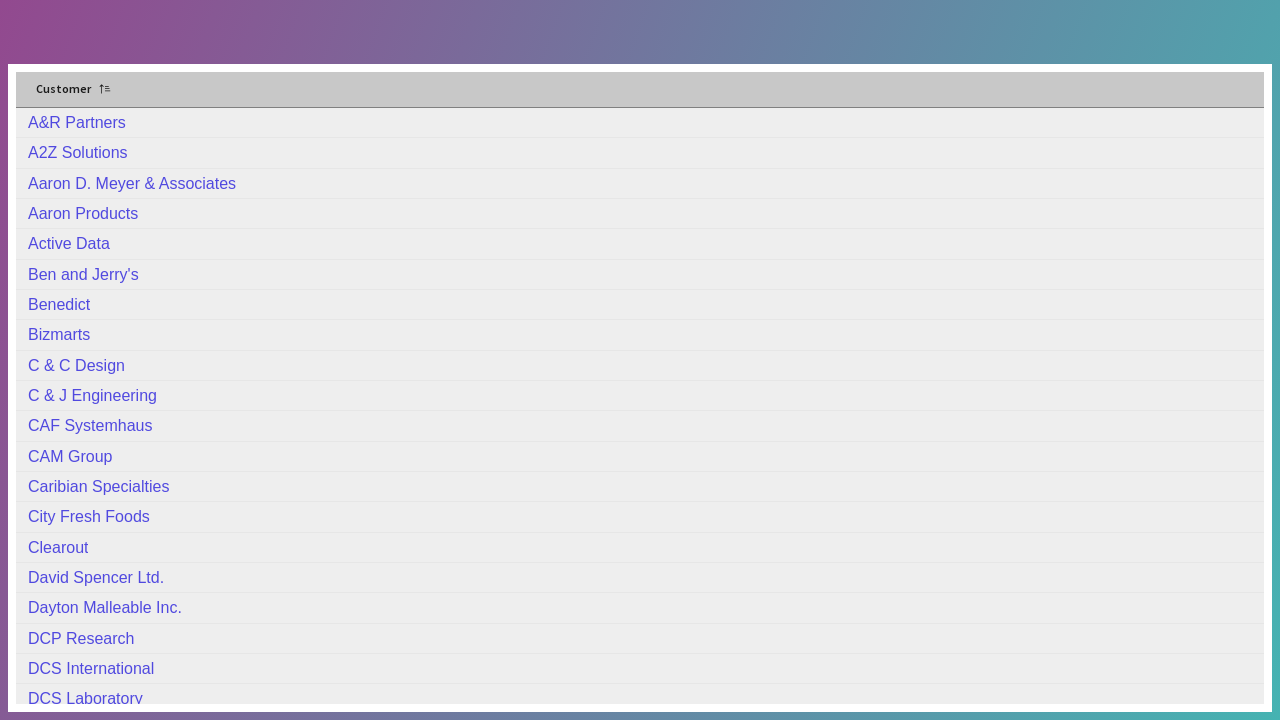 Customer
A&R Partners
A2Z Solutions
Aaron D. Meyer & Associates
Aaron Products
Active Data
Ben and Jerry's
Benedict
Bizmarts
C & C Design
C & J Engineering
CAF Systemhaus
CAM Group
Caribian Specialties
City Fresh Foods
Clearout
David Spencer Ltd.
Dayton Malleable Inc.
DCP Research
DCS International
DCS Laboratory